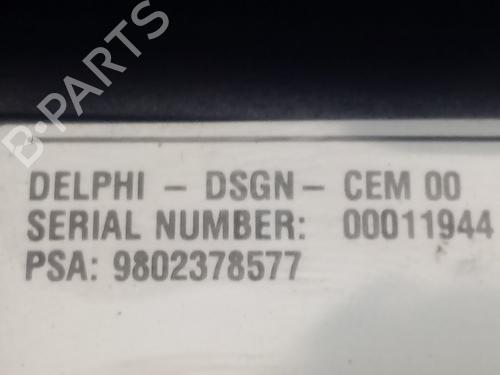 B-PARTS
DELPHI - DSGN - CEM 00
SERIAL NUMBER: 00011944
PSA: 9802378577